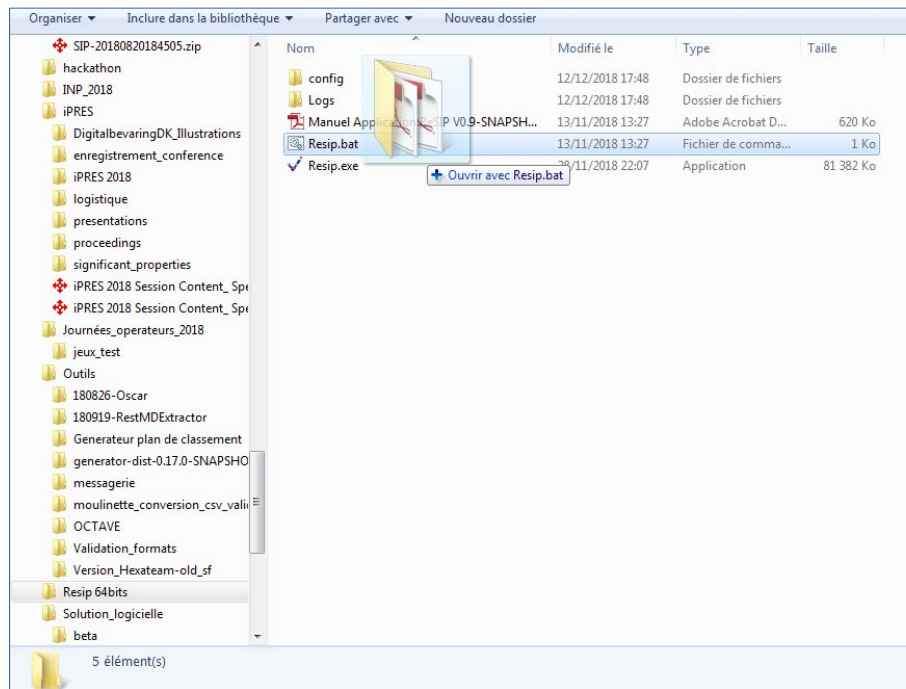 Organiser Inclure dans la bibliothèque Partager avec Nouveau dossier
SIP-20180820184505.zip
hackathon
INP_2018
iPRES
DigitalbevaringDK_Illustrations
enregistrement_conference
iPRES 2018
logistique
presentations
proceedings
significant_properties
iPRES 2018 Session Content_ Spe
iPRES 2018 Session Content_ Spe
Journées_operateurs_2018
jeux_test
Outils
180826-Oscar
180919-RestMDExtractor
Generateur plan de classement
generator-dist-0.17.0-SNAPSHO
messagerie
moulinette_conversion_csv_vali
OCTAVE
Validation_formats
Version_Hexateam-old_sf
Resip 64bits
Solution_logicielle
beta
Nom Modifié le Type Taille
config 12/12/2018 17:48 Dossier de fichiers
Logs 12/12/2018 17:48 Dossier de fichiers
Manuel Application ReSIP V0.9-SNAPSH... 13/11/2018 13:27 Adobe Acrobat D... 620 Ko
Resip.bat 13/11/2018 13:27 Fichier de comma... 1 Ko
Resip.exe 28/11/2018 22:07 Application 81 382 Ko
Ouvrir avec Resip.bat
5 élément(s)